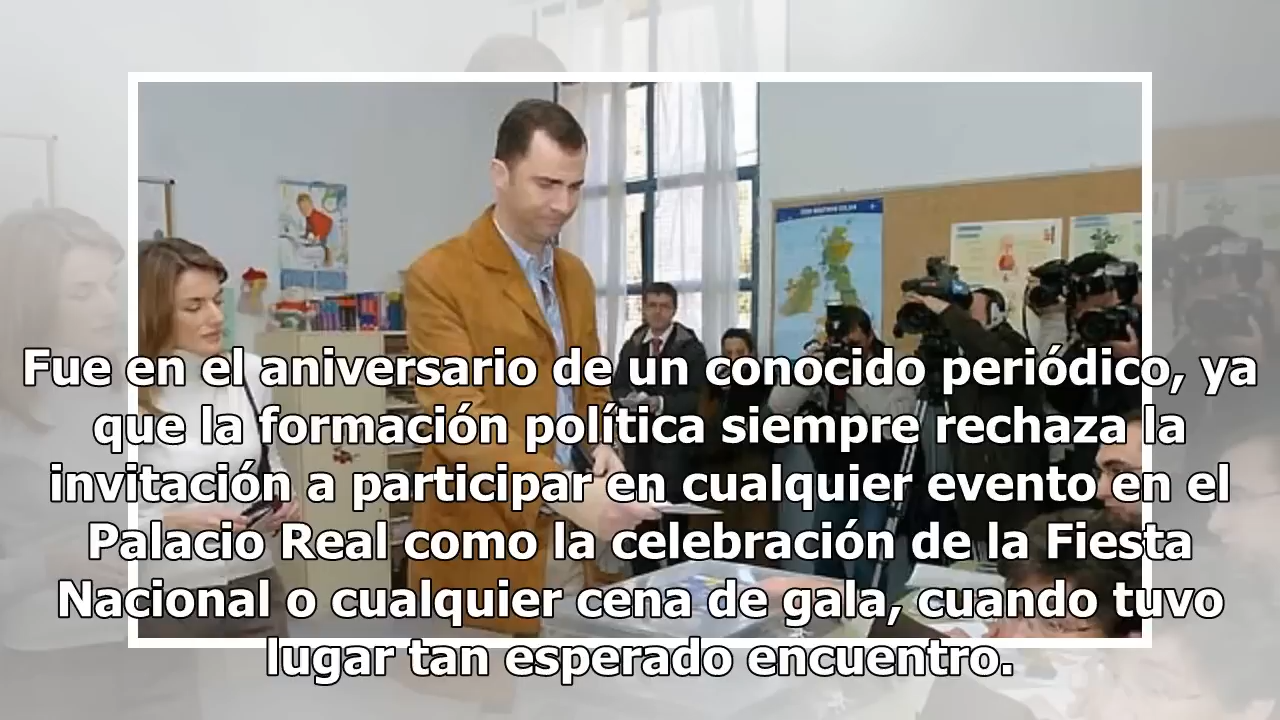 Fue en el aniversario de un conocido periódico, ya
que la formación política siempre rechaza la
invitación a participar en cualquier evento en el
Palacio Real como la celebración de la Fiesta
Nacional o cualquier cena de gala, cuando tuvo
lugar tan esperado encuentro.